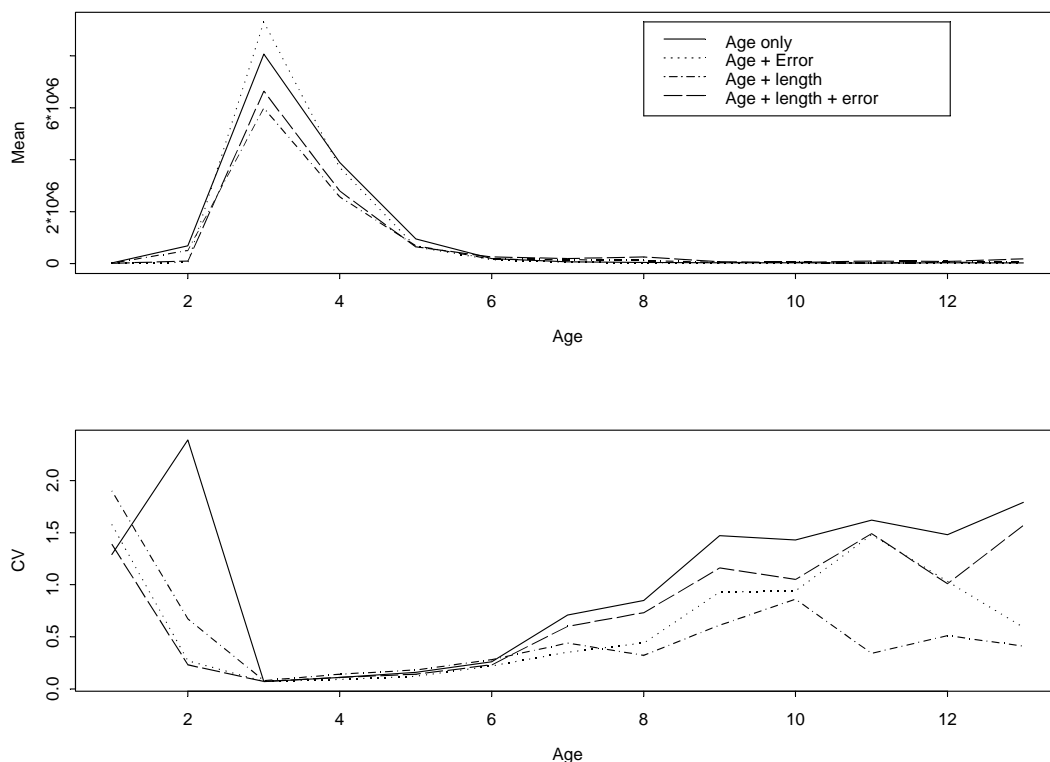 Age only
Age + Error
Age + length
Age + length + error
Mean
6*10^6
2*10^6
0
2 4 6 8 10 12
Age
CV
2.0
1.5
1.0
0.5
0.0
2 4 6 8 10 12
Age